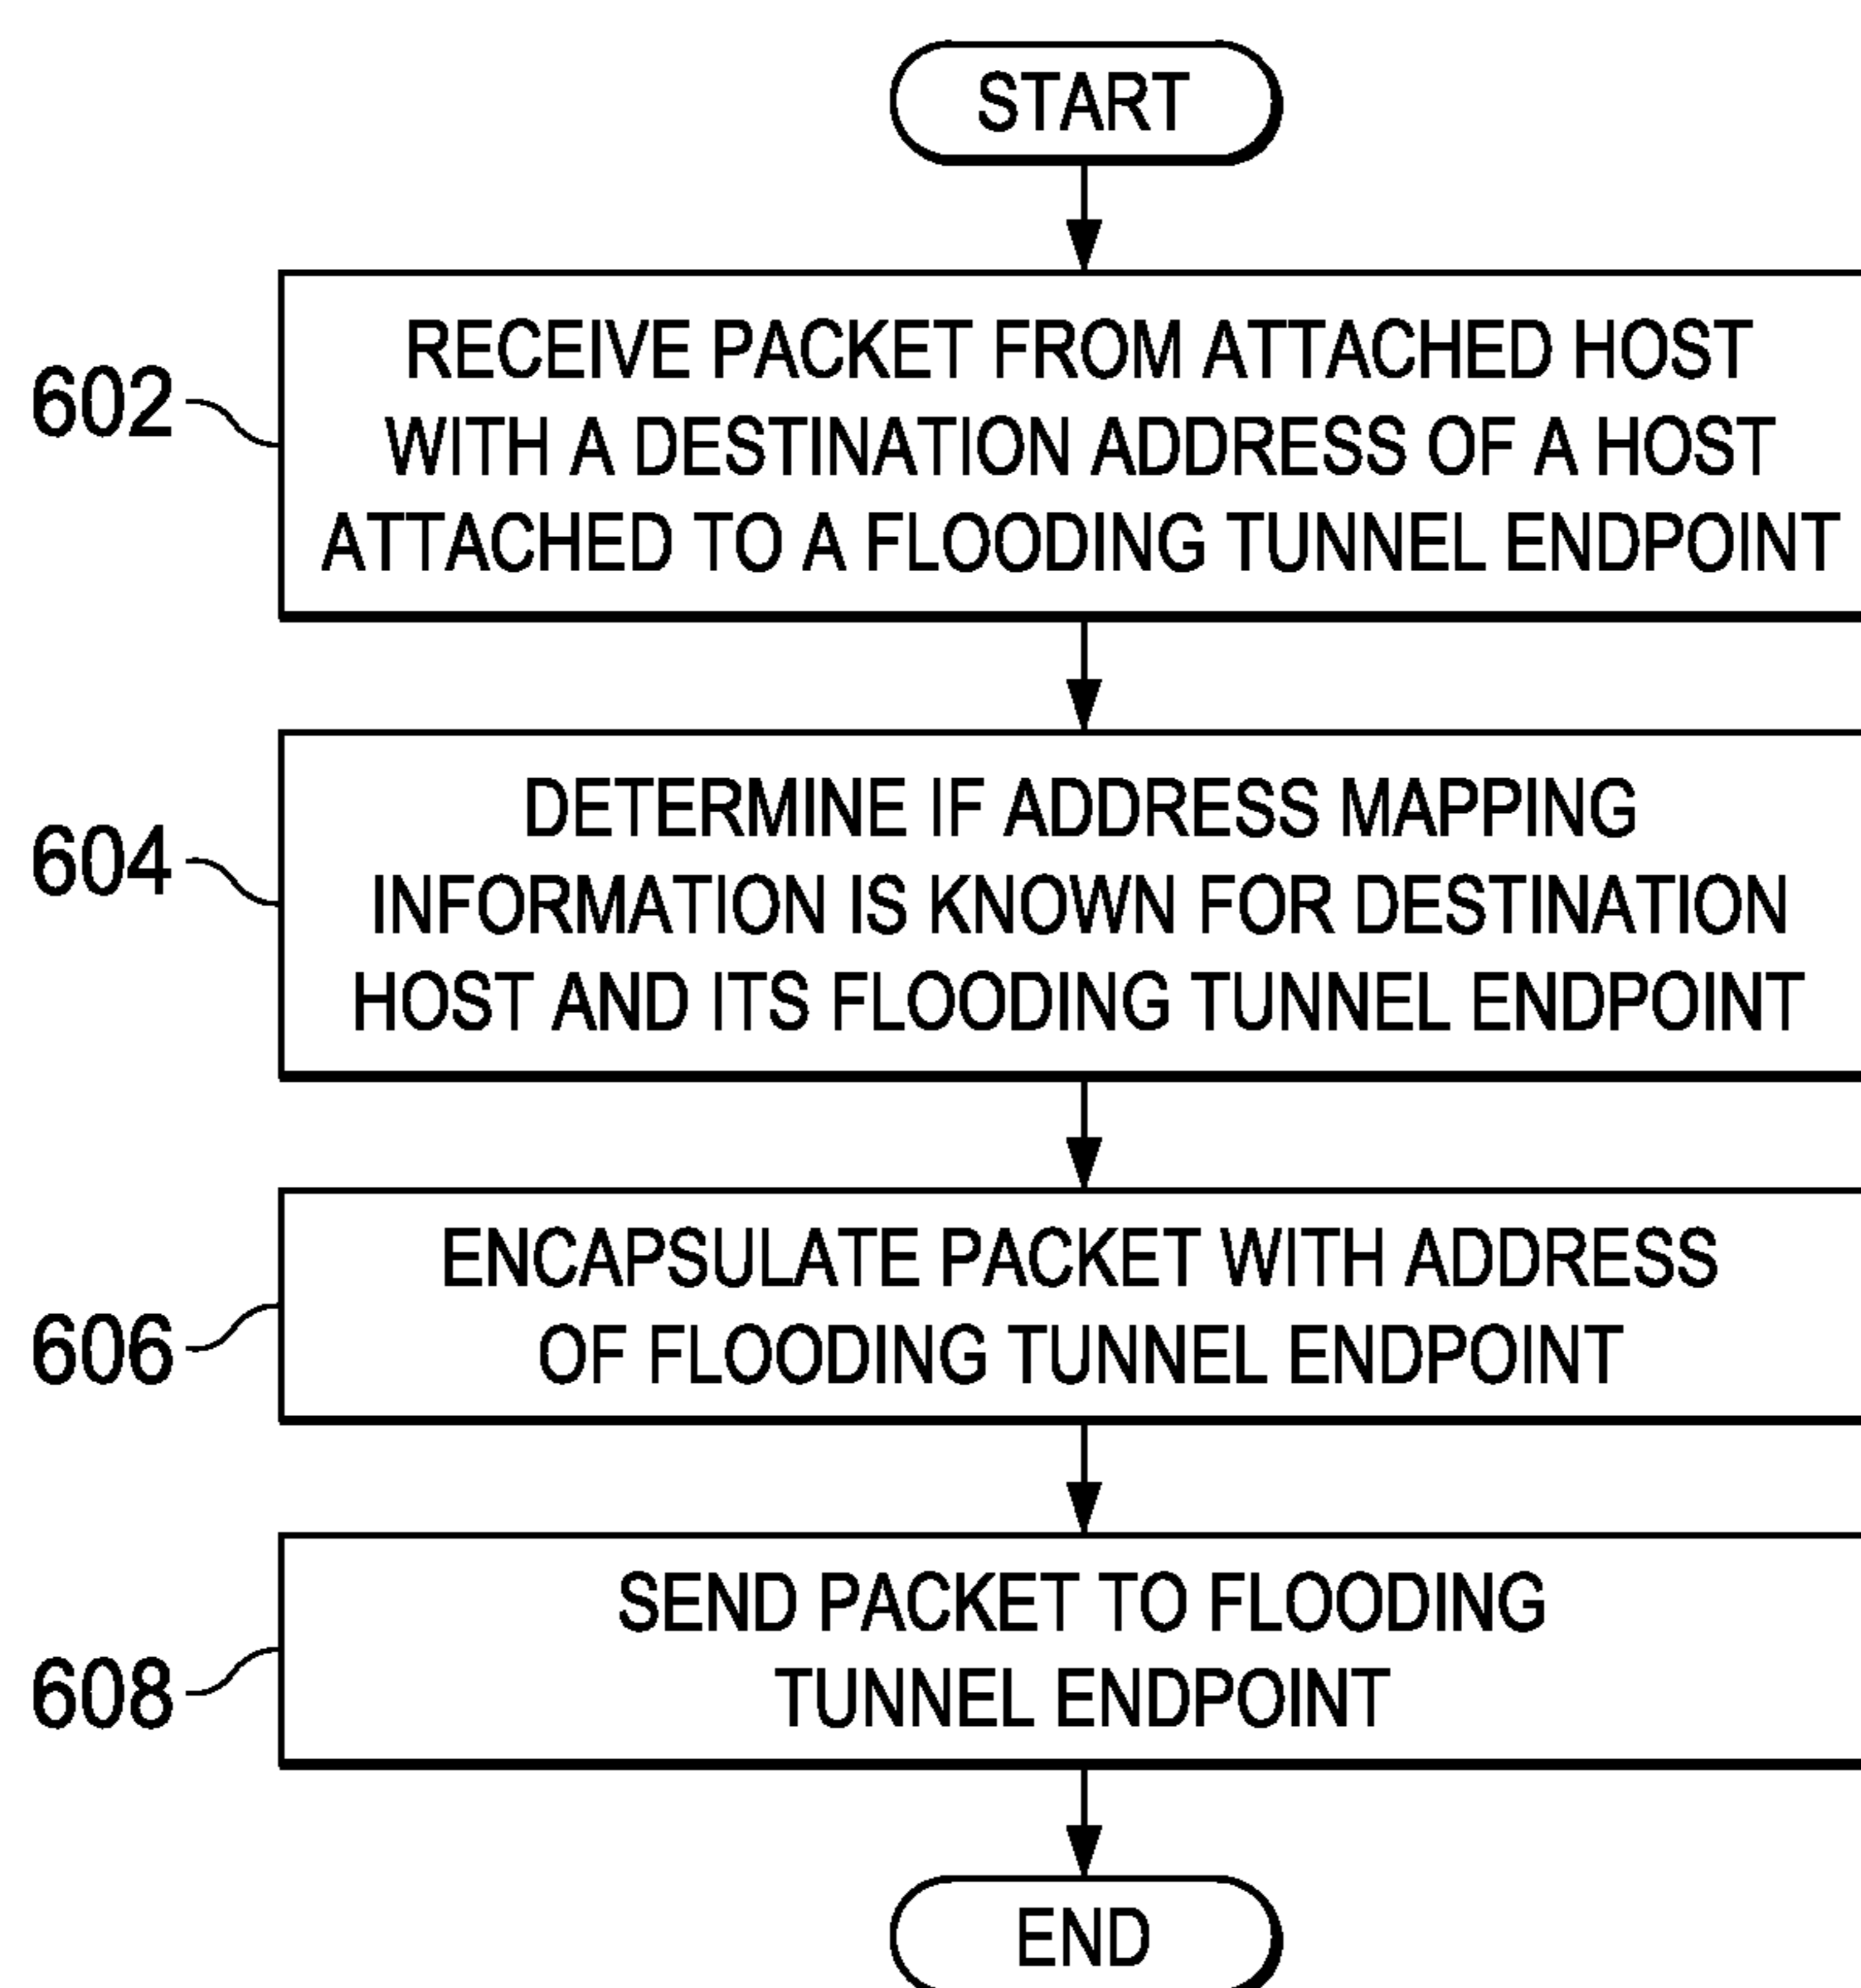 START
602
RECEIVE PACKET FROM ATTACHED HOST
WITH A DESTINATION ADDRESS OF A HOST
ATTACHED TO A FLOODING TUNNEL ENDPOINT
604
DETERMINE IF ADDRESS MAPPING
INFORMATION IS KNOWN FOR DESTINATION
HOST AND ITS FLOODING TUNNEL ENDPOINT
606
ENCAPSULATE PACKET WITH ADDRESS
OF FLOODING TUNNEL ENDPOINT
608
SEND PACKET TO FLOODING
TUNNEL ENDPOINT
END